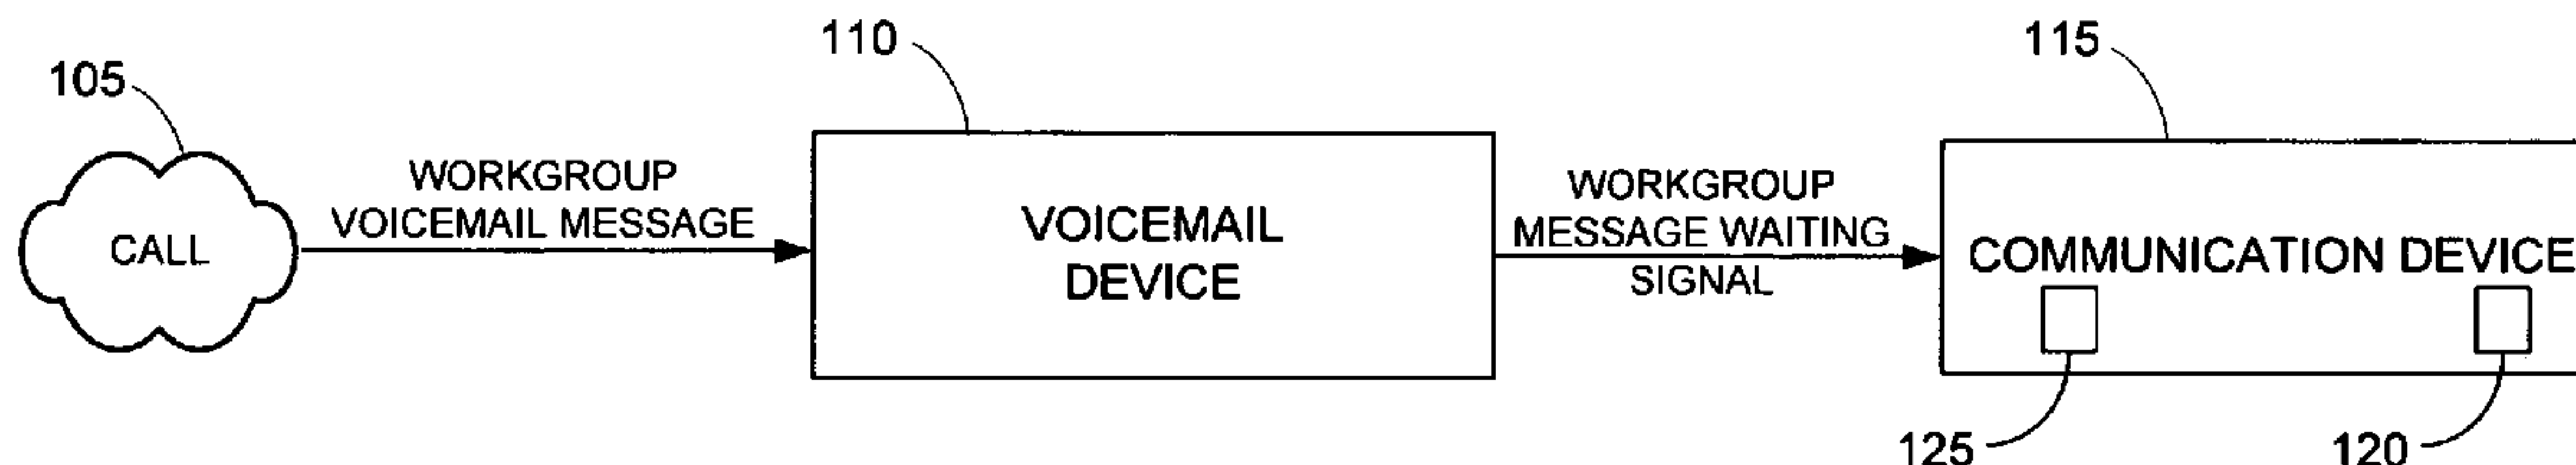 110
115
105
WORKGROUP
VOICEMAIL MESSAGE
CALL
VOICEMAIL
DEVICE
WORKGROUP
MESSAGE WAITING
SIGNAL
COMMUNICATION DEVICE
125
120